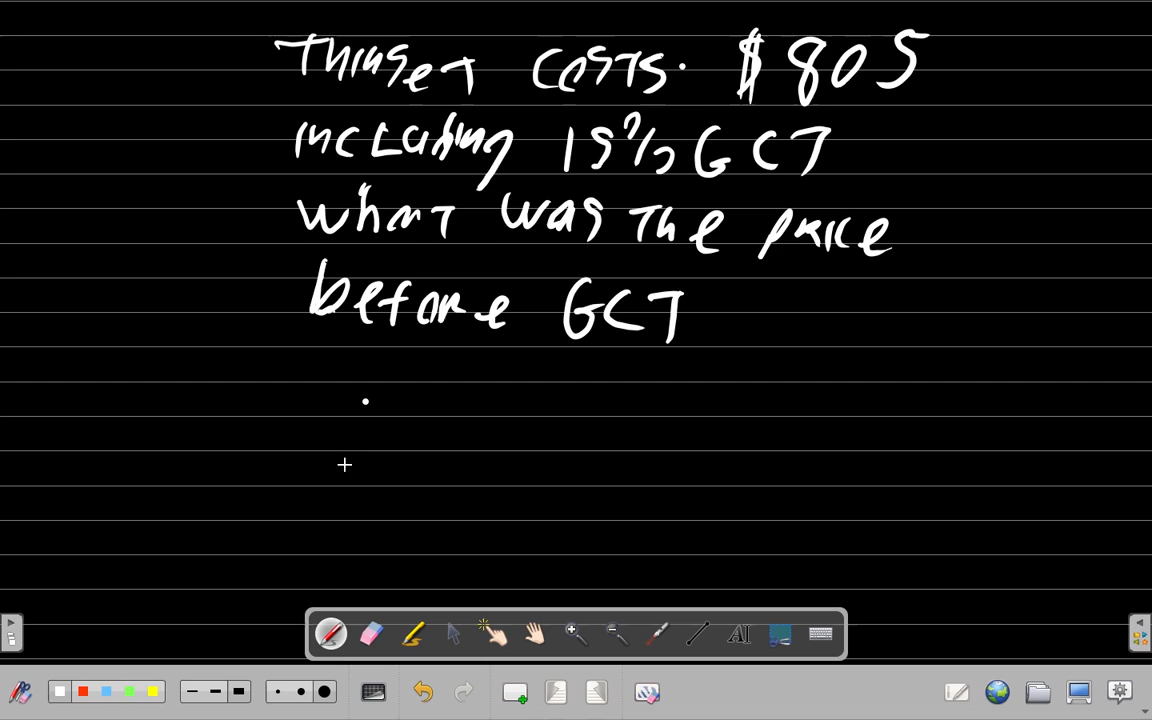 Thinset costs. $805
including 15% GCT
what was the price
before GCT